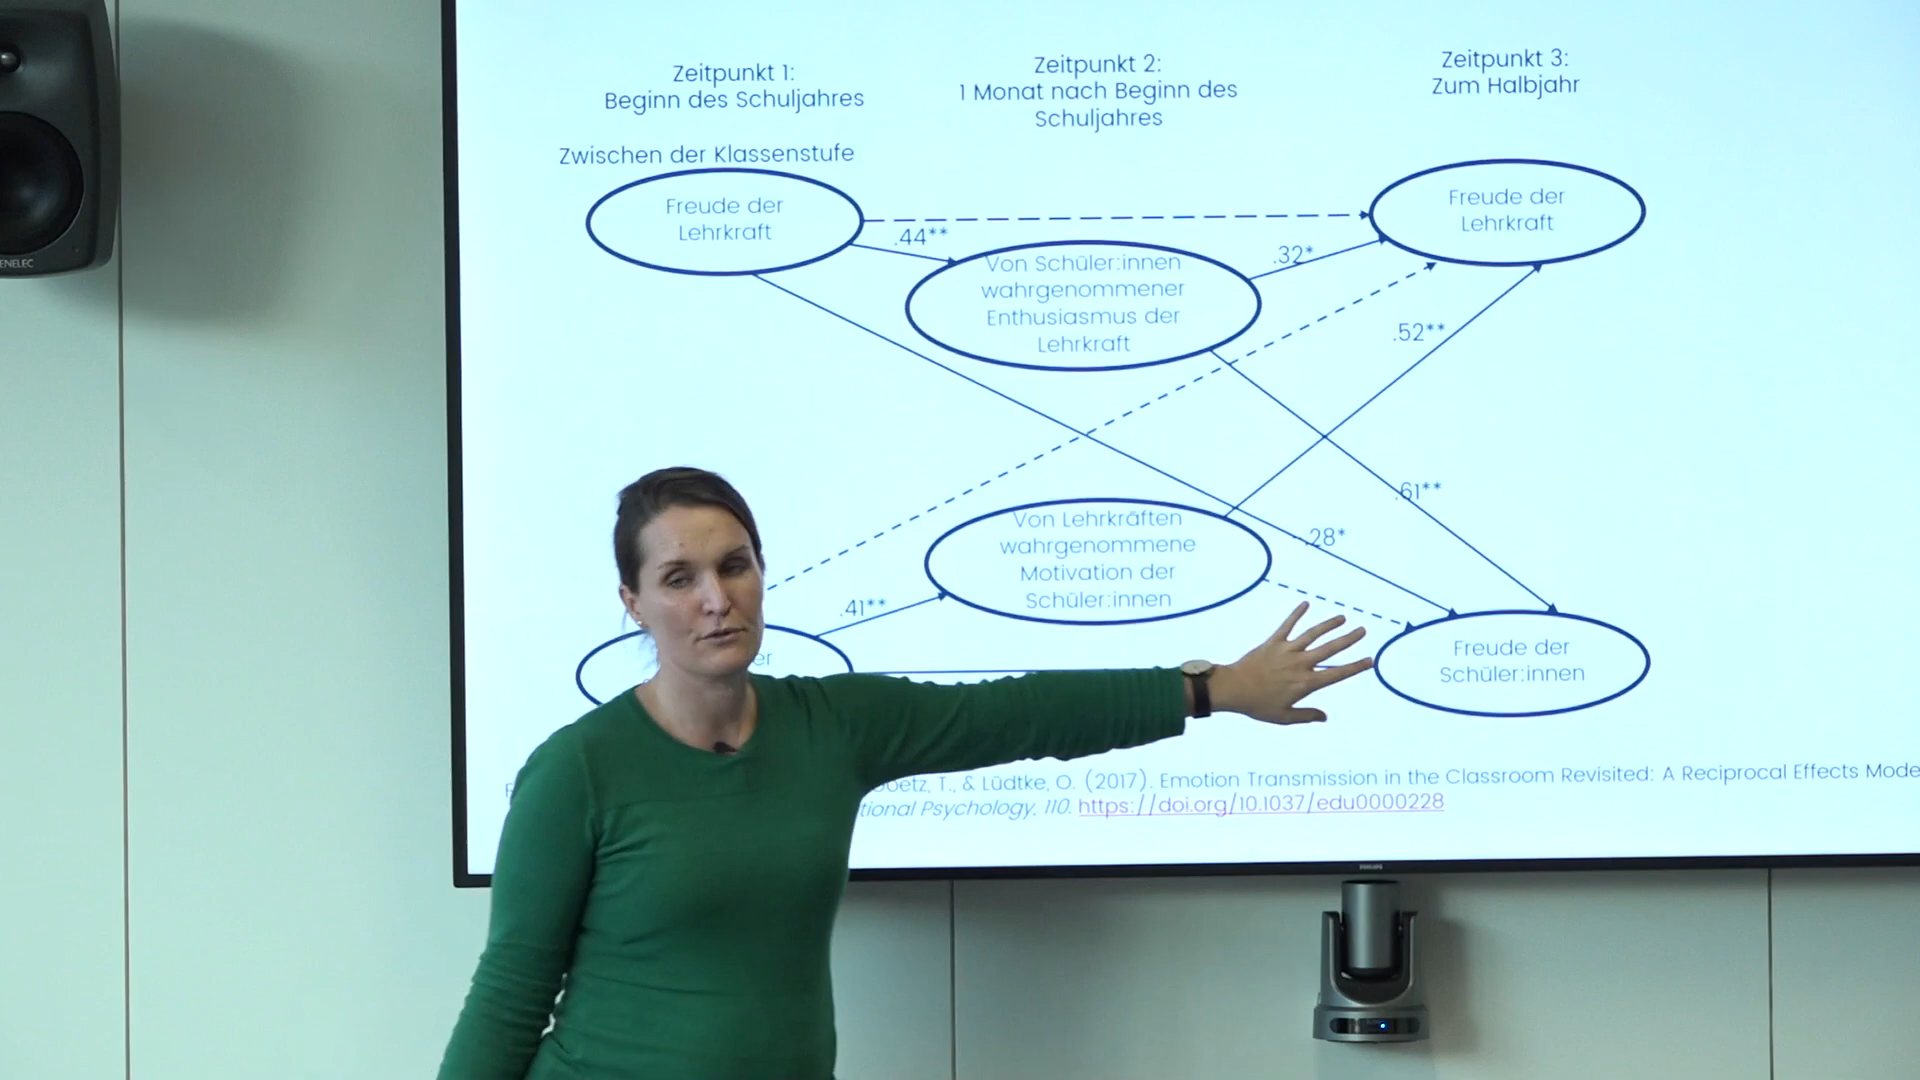 Zeitpunkt 1:
Beginn des Schuljahres
Zeitpunkt 2:
1 Monat nach Beginn des
Schuljahres
Zeitpunkt 3:
Zum Halbjahr
Zwischen der Klassenstufe
Freude der
Lehrkraft
.44**
Von Schüler:innen
wahrgenommener
Enthusiasmus der
Lehrkraft
.32*
Freude der
Lehrkraft
.52**
.61**
.28*
Von Lehrkräften
wahrgenommene
Motivation der
Schüler:innen
.41**
er
Freude der
Schüler:innen
oetz, T., & Lüdtke, O. (2017). Emotion Transmission in the Classroom Revisited: A Reciprocal Effects Mode
tional Psychology, 110. https://doi.org/10.1037/edu0000228
PHILIPS
ENELEC